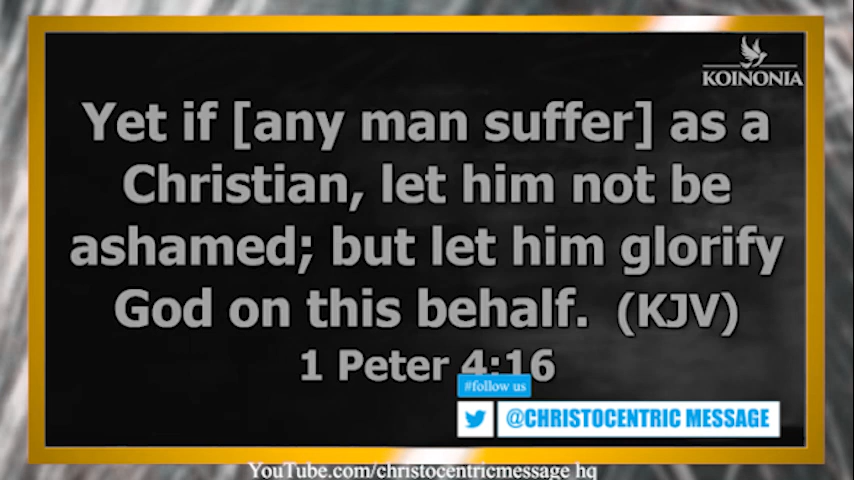 KOINONIA
Yet if [any man suffer] as a
Christian, let him not be
ashamed; but let him glorify
God on this behalf. (KJV)
1 Peter 4:16
#follow us
@CHRISTOCENTRIC MESSAGE
YouTube.com/christocentricmessage hq